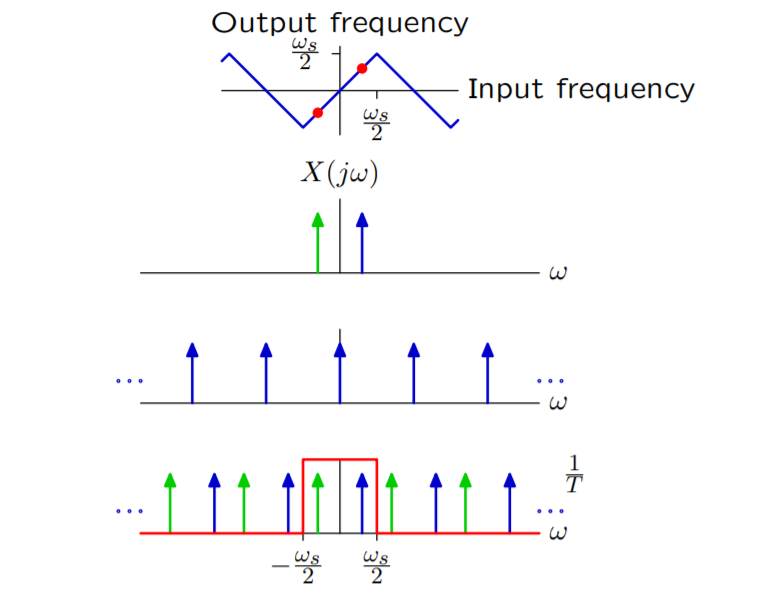 Output frequency
ωs/2
Input frequency
ωs/2
X(jω)
ω
... ...
ω
1/T
... ...
ω
−ωs/2 ωs/2